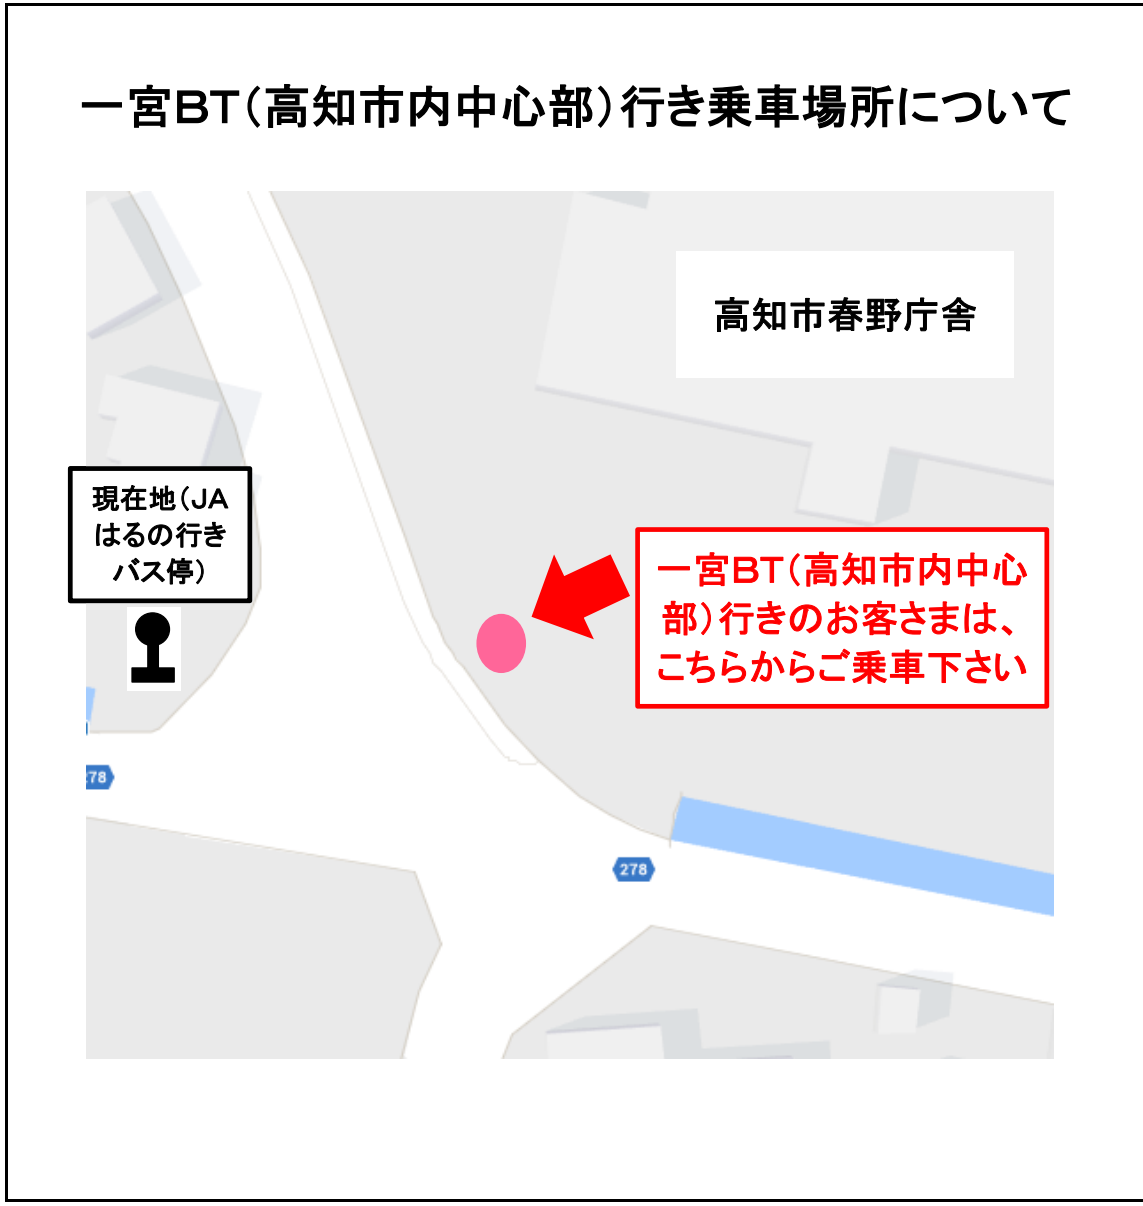 一宮BT(高知市内中心部)行き乗車場所について
高知市春野庁舎
現在地(JA
はるの行き
バス停)
一宮BT(高知市内中心
部)行きのお客さまは、
こちらからご乗車下さい
278
278